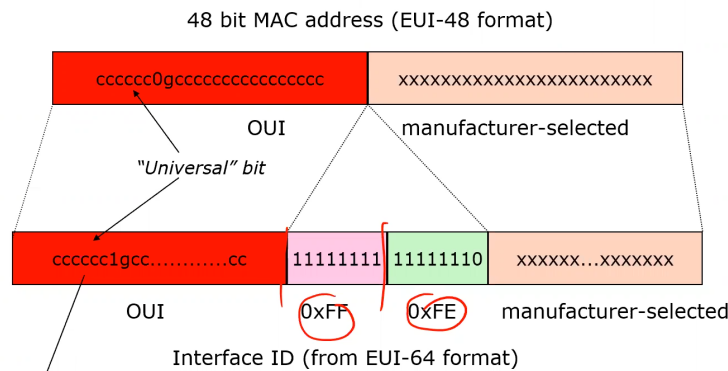 48 bit MAC address (EUI-48 format)
cccccc0gcccccccccccccccc xxxxxxxxxxxxxxxxxxxxxxxx
OUI manufacturer-selected
“Universal” bit
cccccc1gcc............cc 11111111 11111110 xxxxxx...xxxxxxx
OUI 0xFF 0xFE manufacturer-selected
Interface ID (from EUI-64 format)